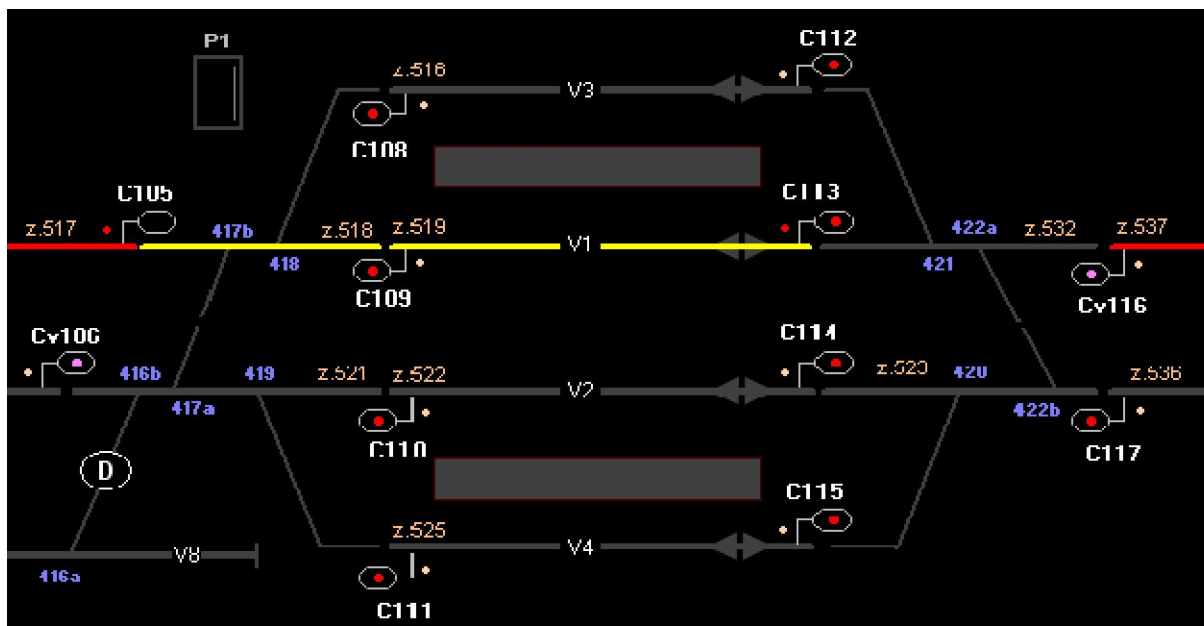 P1
C112
z.516
V3
C108
C105
C113
z.517
417b
z.518
z.519
V1
422a
z.532
z.537
418
421
C109
Cv116
Cv106
C114
416b
419
z.521
z.522
z.520
420
z.536
V2
417a
422b
C110
C117
D
C115
z.525
V8
V4
416a
C111